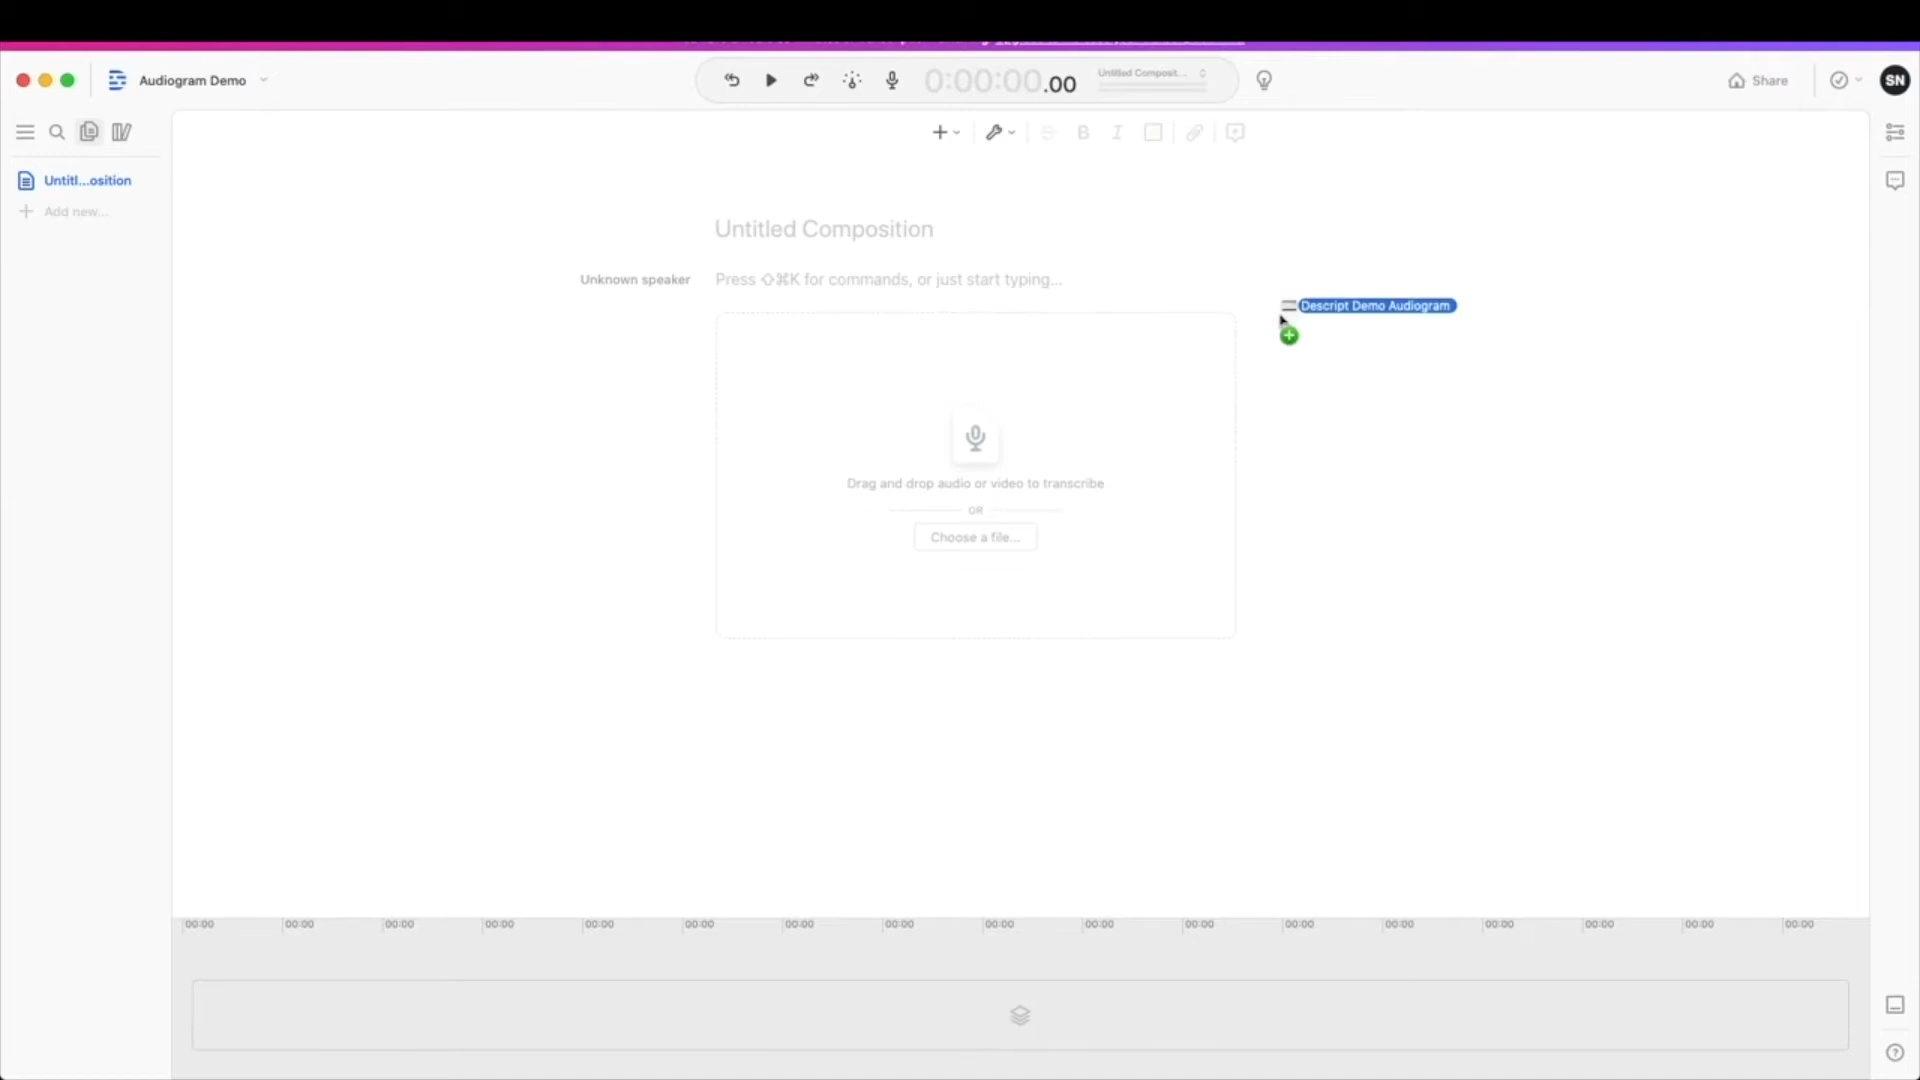 Audiogram Demo
0:00:00.00
Untitled Composit...
Share
SN
Untitl...osition
Add new...
Untitled Composition
Unknown speaker
Press ⇧⌘K for commands, or just start typing...
Descript Demo Audiogram
Drag and drop audio or video to transcribe
OR
Choose a file...
00:00 00:00 00:00 00:00 00:00 00:00 00:00 00:00 00:00 00:00 00:00 00:00 00:00 00:00 00:00 00:00 00:00